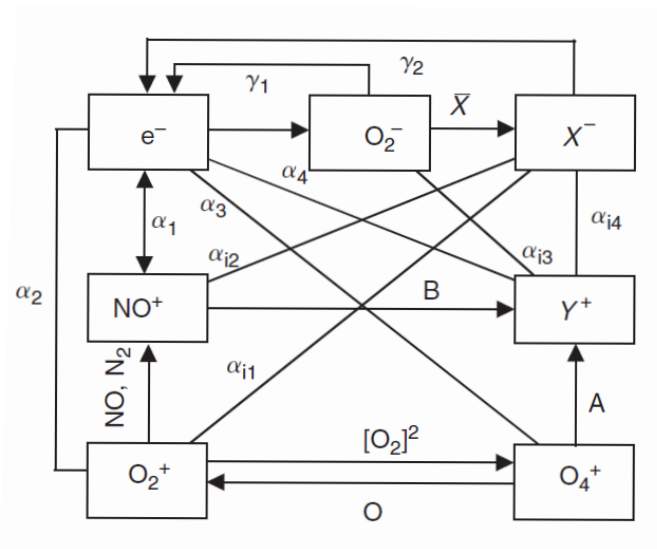 γ₂
γ₁
X̅
e⁻
O₂⁻
X⁻
α₄
α₃
α₁
αᵢ₂
αᵢ₃
αᵢ₄
α₂
NO⁺
B
Y⁺
NO, N₂
αᵢ₁
A
[O₂]²
O₂⁺
O₄⁺
O